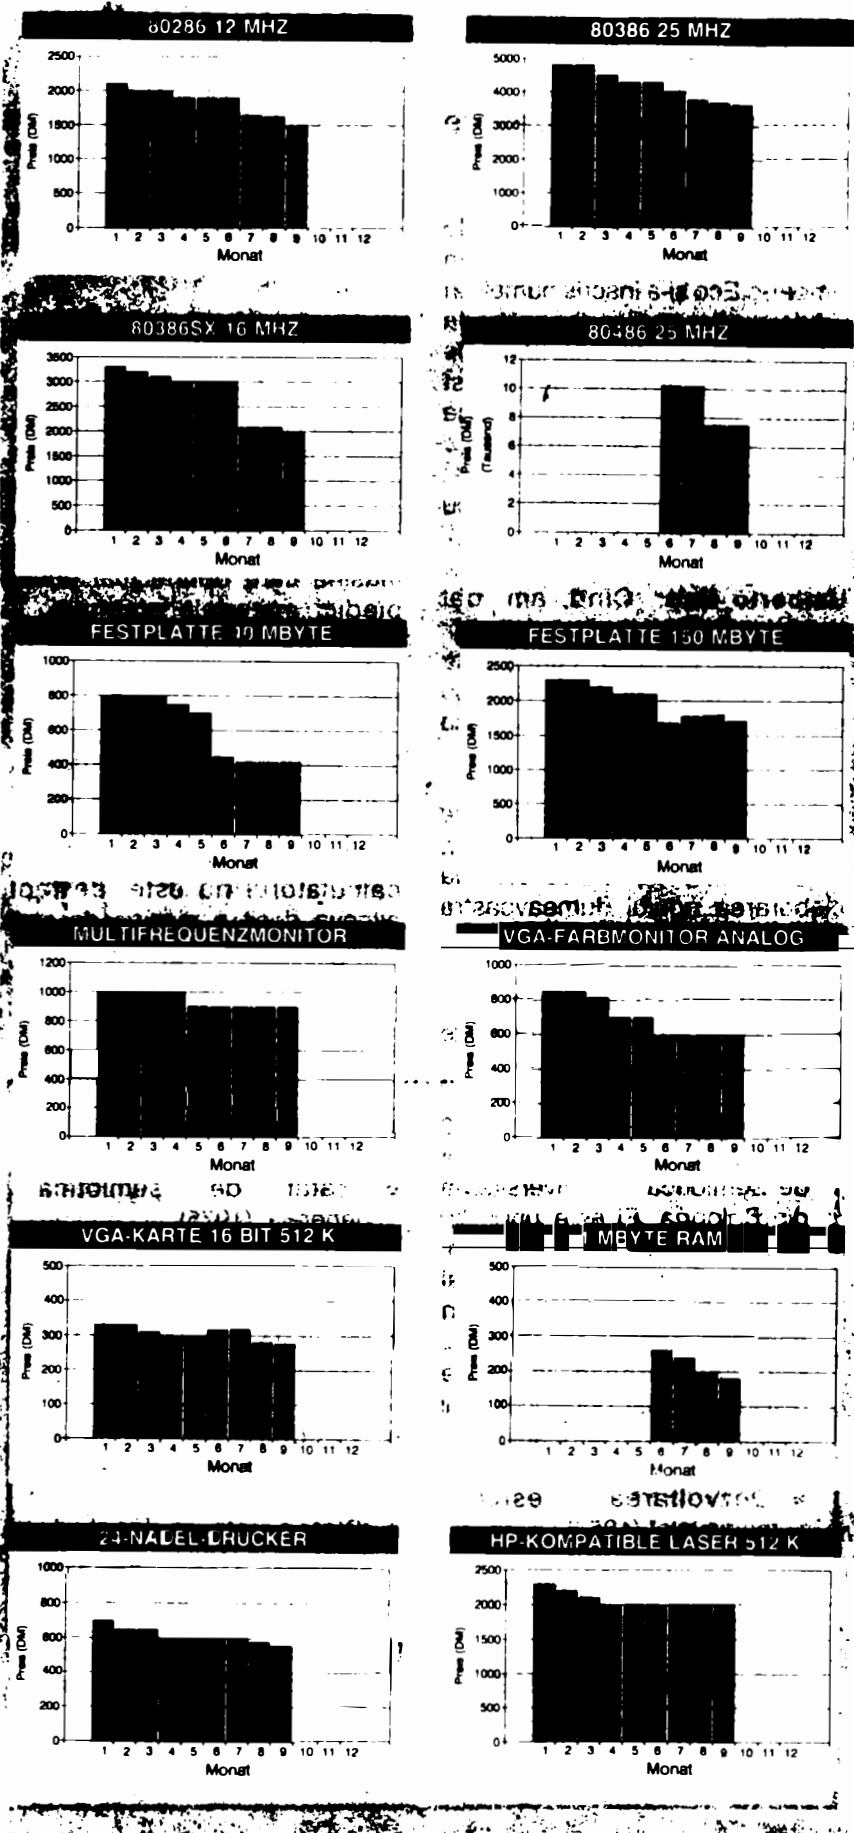 80286 12 MHZ
2500
2000
1500
1000
500
0
Preis (DM)
1 2 3 4 5 6 7 8 9 10 11 12
Monat
80386 25 MHZ
5000
4000
3000
2000
1000
0
Preis (DM)
1 2 3 4 5 6 7 8 9 10 11 12
Monat
80386SX 16 MHZ
3500
3000
2500
2000
1500
1000
500
0
Preis (DM)
1 2 3 4 5 6 7 8 9 10 11 12
Monat
80486 25 MHZ
12
10
8
6
4
2
0
Preis (DM)
(Tausend)
1 2 3 4 5 6 7 8 9 10 11 12
Monat
FESTPLATTE 40 MBYTE
1000
800
600
400
200
0
Preis (DM)
1 2 3 4 5 6 7 8 9 10 11 12
Monat
FESTPLATTE 150 MBYTE
2500
2000
1500
1000
500
0
Preis (DM)
1 2 3 4 5 6 7 8 9 10 11 12
Monat
MULTIFREQUENZMONITOR
1200
1000
800
600
400
200
0
Preis (DM)
1 2 3 4 5 6 7 8 9 10 11 12
Monat
VGA-FARBMONITOR ANALOG
1000
800
600
400
200
0
Preis (DM)
1 2 3 4 5 6 7 8 9 10 11 12
Monat
VGA-KARTE 16 BIT 512 K
500
400
300
200
100
0
Preis (DM)
1 2 3 4 5 6 7 8 9 10 11 12
Monat
1 MBYTE RAM
500
400
300
200
100
0
Preis (DM)
1 2 3 4 5 6 7 8 9 10 11 12
Monat
24-NADEL-DRUCKER
1000
800
600
400
200
0
Preis (DM)
1 2 3 4 5 6 7 8 9 10 11 12
Monat
HP-KOMPATIBLE LASER 512 K
2500
2000
1500
1000
500
0
Preis (DM)
1 2 3 4 5 6 7 8 9 10 11 12
Monat